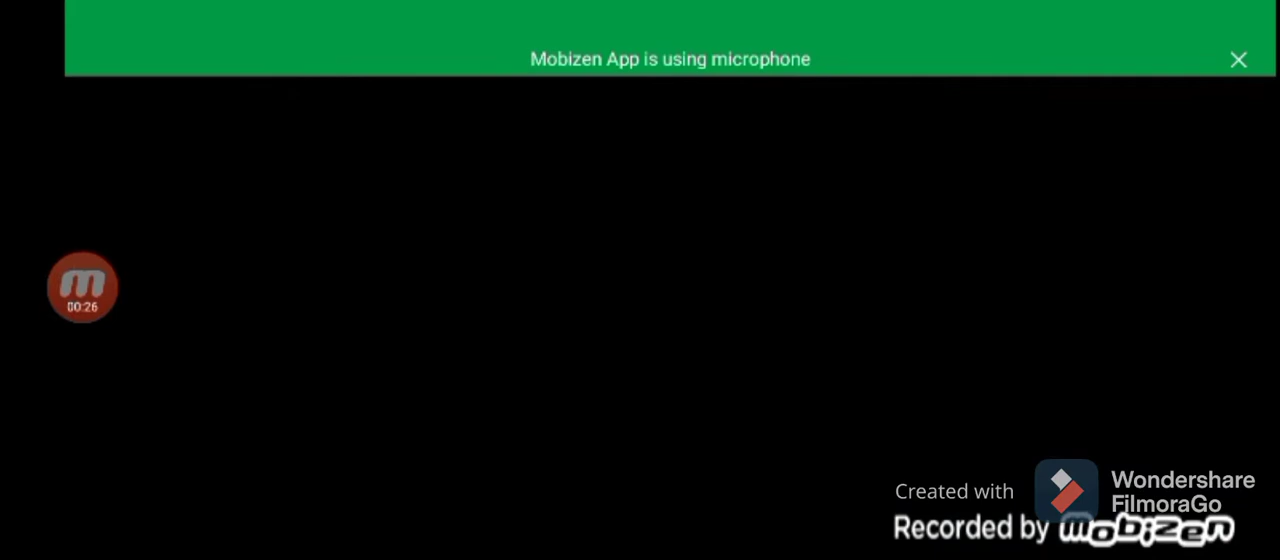 Mobizen App is using microphone
00:26
Created with
Wondershare
FilmoraGo
Recorded by mobizen